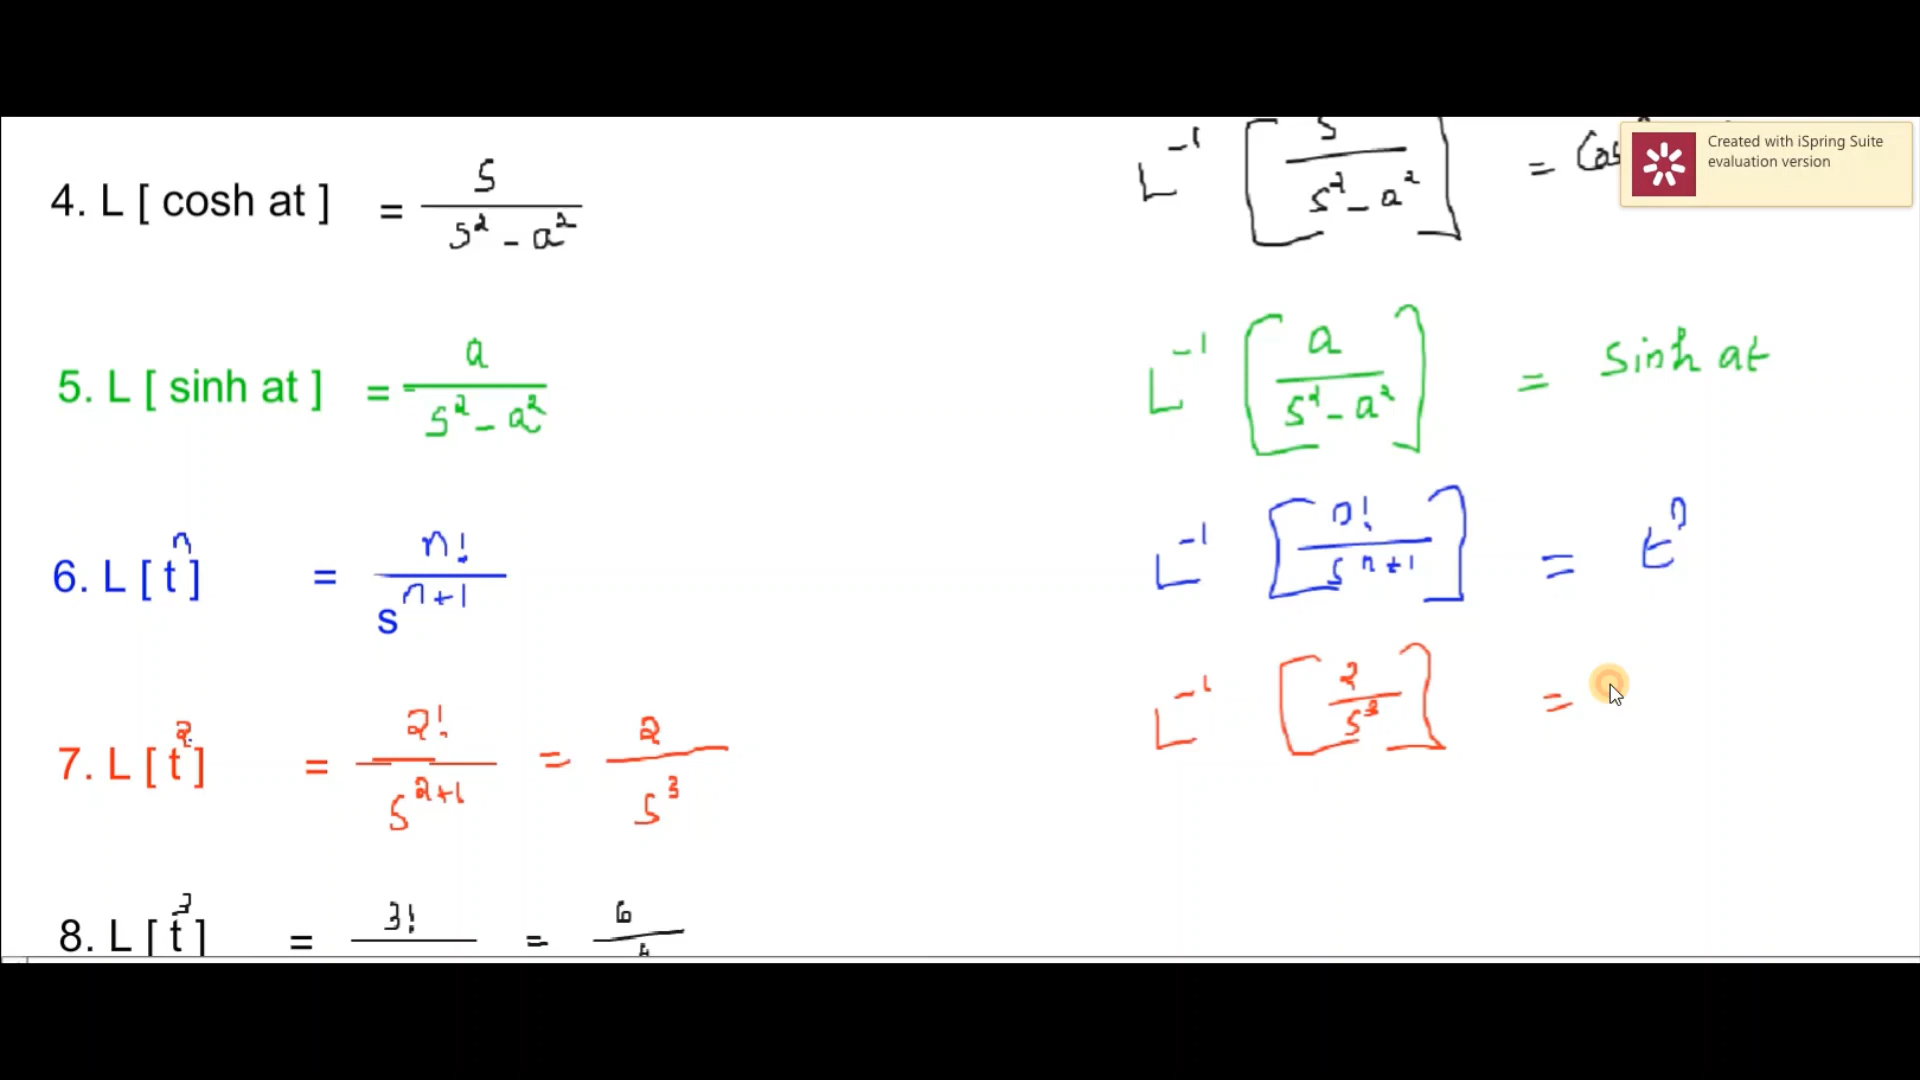 4. L [ cosh at ] = s / s² - a²
L⁻¹ [ s / s² - a² ] =
Created with iSpring Suite
evaluation version
5. L [ sinh at ] = a / s² - a²
L⁻¹ [ a / s² - a² ] = sinh at
6. L [ tⁿ ] = n! / sⁿ⁺¹
L⁻¹ [ n! / sⁿ⁺¹ ] = tⁿ
7. L [ t² ] = 2! / s²⁺¹ = 2 / s³
L⁻¹ [ 2 / s³ ] =
8. L [ t³ ] = 3! = 6